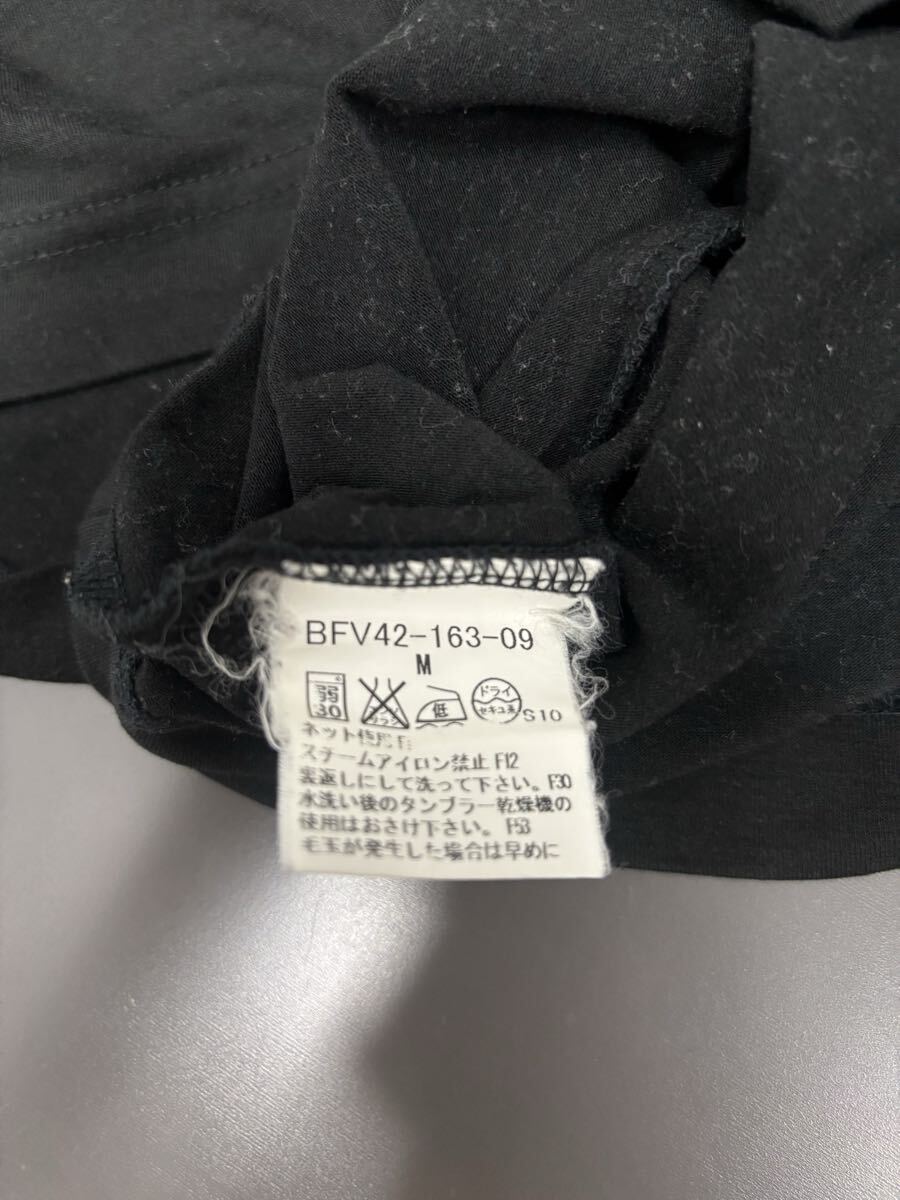 BFV42-163-09
M
弱 30 低 ドライ セキユ系 S10
ネット使用
スチームアイロン禁止 F12
裏返しにして洗って下さい。F30
水洗い後のタンブラー乾燥機の
使用はおさけ下さい。F53
毛玉が発生した場合は早めに